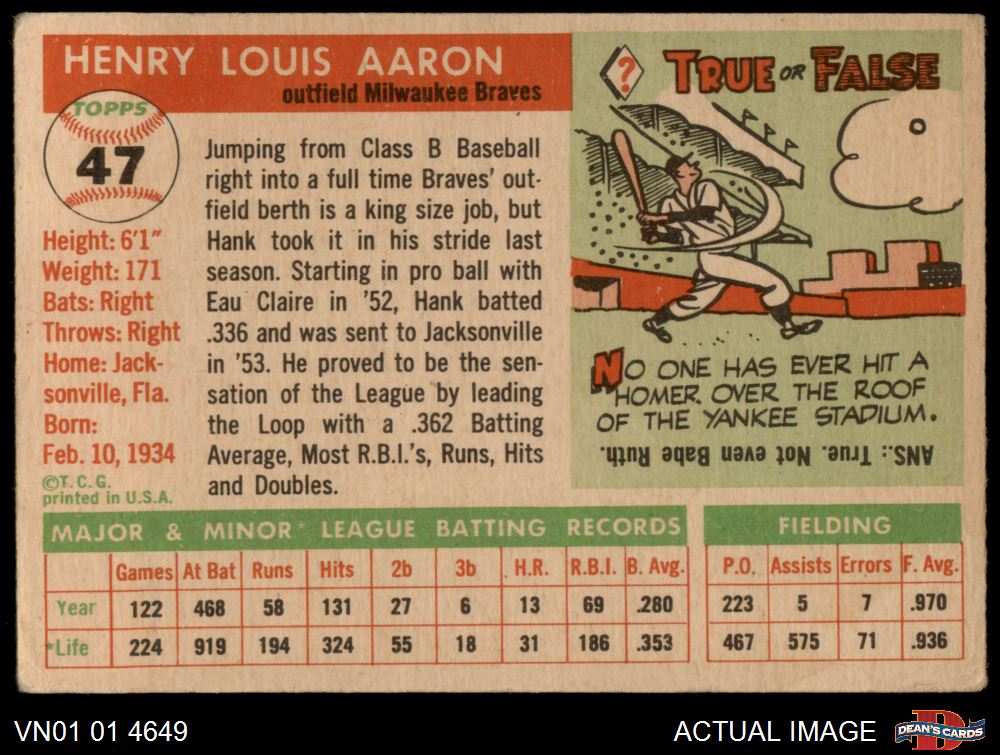 HENRY LOUIS AARON
outfield Milwaukee Braves
TOPPS
47
Height: 6'1"
Weight: 171
Bats: Right
Throws: Right
Home: Jack-
sonville, Fla.
Born:
Feb. 10, 1934
©T. C. G.
printed in U.S.A.
Jumping from Class B Baseball
right into a full time Braves' out-
field berth is a king size job, but
Hank took it in his stride last
season. Starting in pro ball with
Eau Claire in '52, Hank batted
.336 and was sent to Jacksonville
in '53. He proved to be the sen-
sation of the League by leading
the Loop with a .362 Batting
Average, Most R.B.I.'s, Runs, Hits
and Doubles.
?
TRUE OR FALSE
NO ONE HAS EVER HIT A
HOMER OVER THE ROOF
OF THE YANKEE STADIUM.
ANS.: True. Not even Babe Ruth.
MAJOR & MINOR* LEAGUE BATTING RECORDS
Games At Bat Runs Hits 2b 3b H.R. R.B.I. B. Avg.
Year 122 468 58 131 27 6 13 69 .280
*Life 224 919 194 324 55 18 31 186 .353
FIELDING
P.O. Assists Errors F. Avg.
223 5 7 .970
467 575 71 .936
VN01 01 4649
ACTUAL IMAGE
D
DEAN'S CARDS